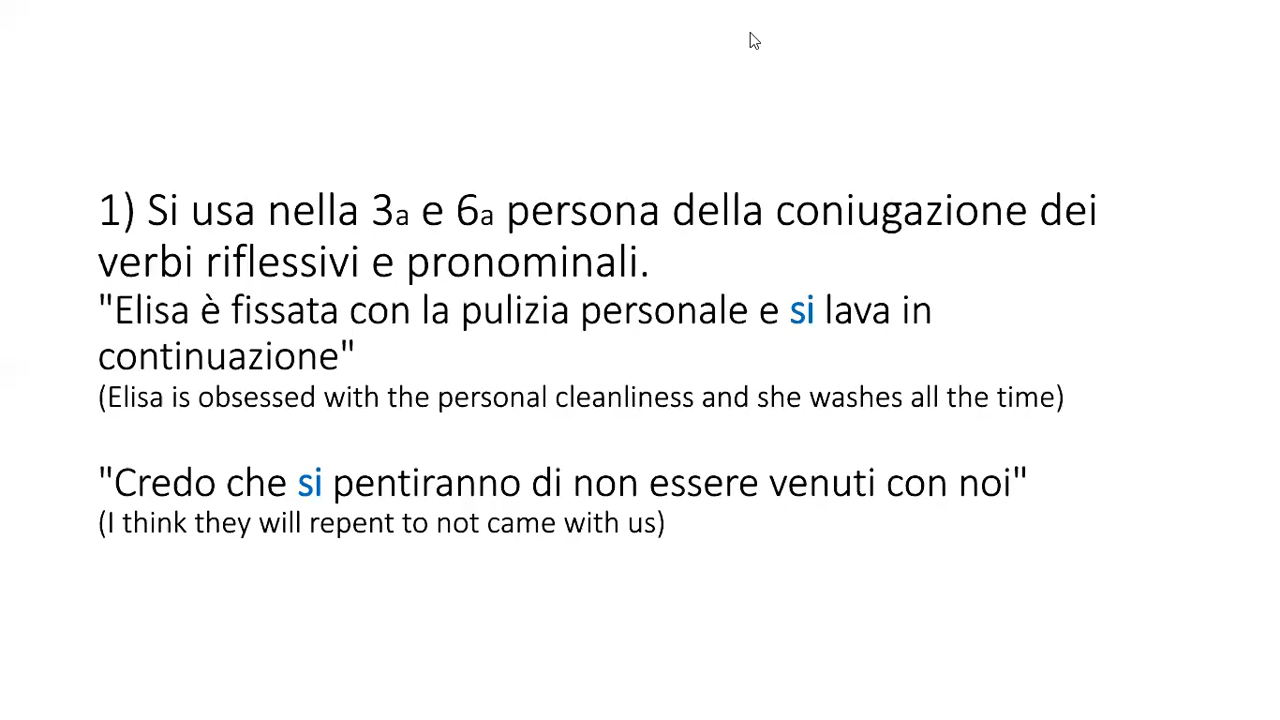 1) Si usa nella 3a e 6a persona della coniugazione dei
verbi riflessivi e pronominali.
"Elisa è fissata con la pulizia personale e si lava in
continuazione"
(Elisa is obsessed with the personal cleanliness and she washes all the time)
"Credo che si pentiranno di non essere venuti con noi"
(I think they will repent to not came with us)